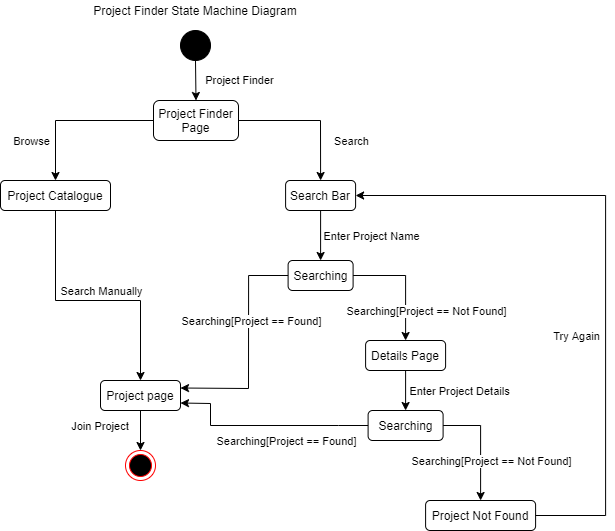 Project Finder State Machine Diagram
Project Finder
Project Finder
Page
Browse
Search
Project Catalogue
Search Bar
Enter Project Name
Searching
Search Manually
Searching[Project == Found]
Searching[Project == Not Found]
Try Again
Details Page
Enter Project Details
Project page
Join Project
Searching
Searching[Project == Found]
Searching[Project == Not Found]
Project Not Found